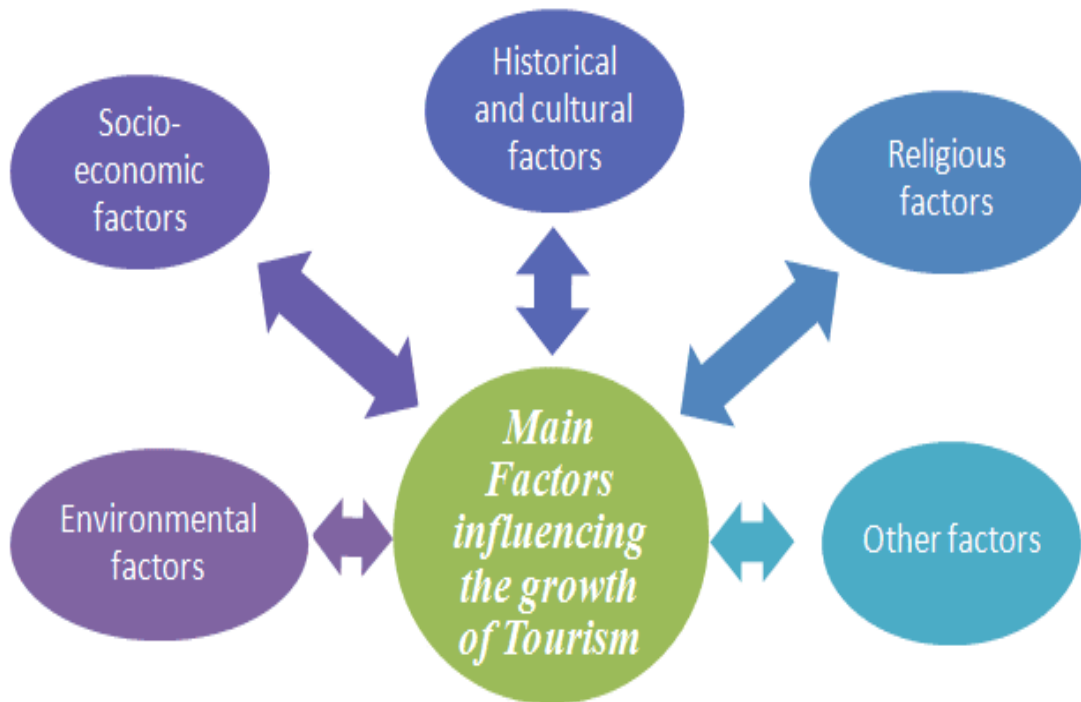 Historical
and cultural
factors
Socio-
economic
factors
Religious
factors
Main
Factors
influencing
the growth
of Tourism
Environmental
factors
Other factors